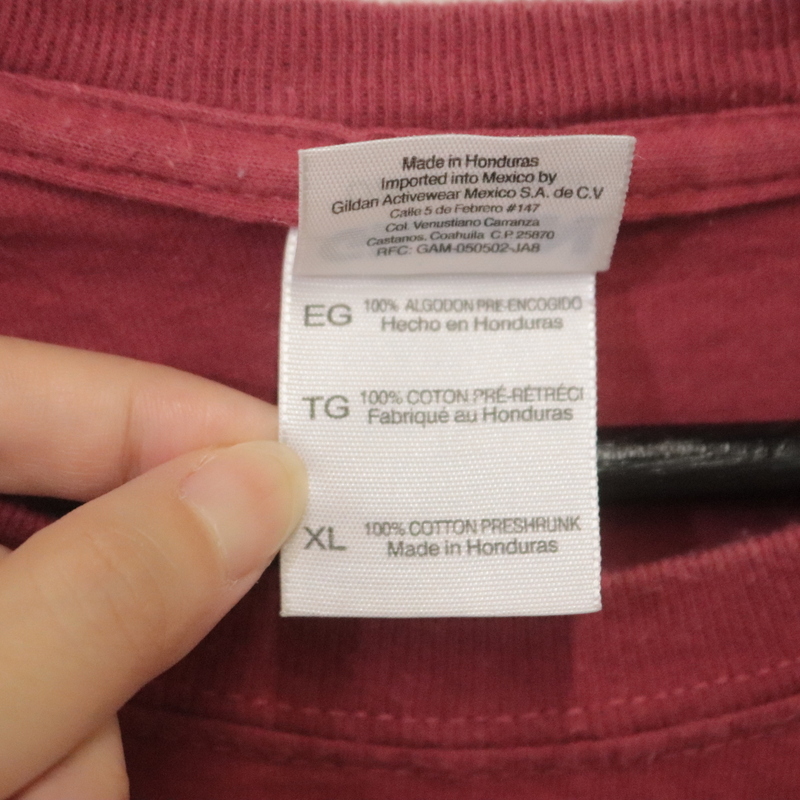 Made in Honduras
Imported into Mexico by
Gildan Activewear Mexico S.A. de C.V
Calle 5 de Febrero #147
Col. Venustiano Carranza
Castanos, Coahuila C.P 25870
RFC: GAM-050502-JA8
EG 100% ALGODON PRE-ENCOGIDO
Hecho en Honduras
TG 100% COTON PRÉ-RÉTRÉCI
Fabriqué au Honduras
XL 100% COTTON PRESHRUNK
Made in Honduras